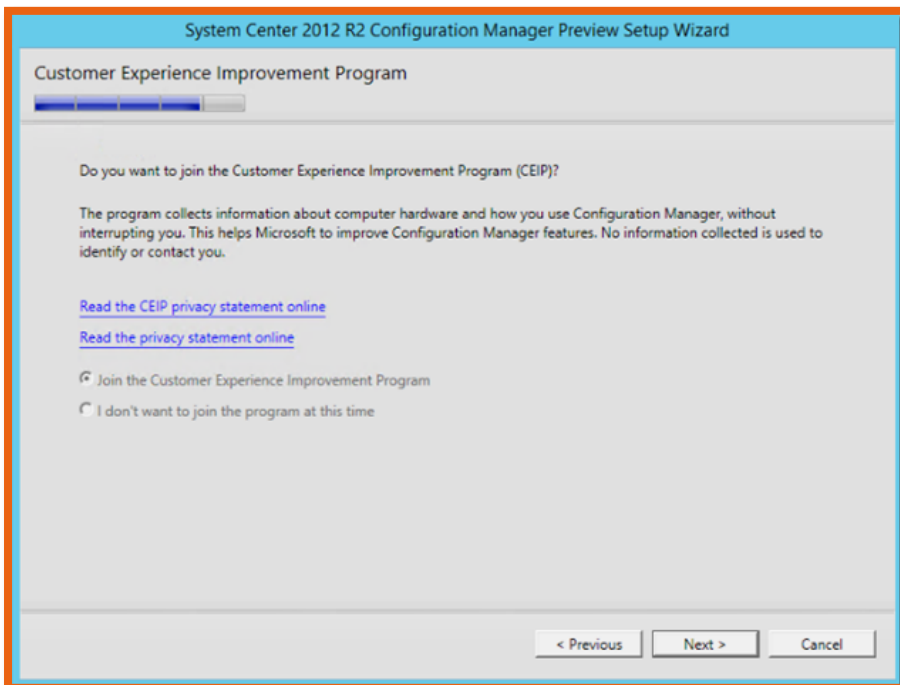 System Center 2012 R2 Configuration Manager Preview Setup Wizard
Customer Experience Improvement Program
Do you want to join the Customer Experience Improvement Program (CEIP)?
The program collects information about computer hardware and how you use Configuration Manager, without
interrupting you. This helps Microsoft to improve Configuration Manager features. No information collected is used to
identify or contact you.
Read the CEIP privacy statement online
Read the privacy statement online
Join the Customer Experience Improvement Program
I don't want to join the program at this time
< Previous Next > Cancel